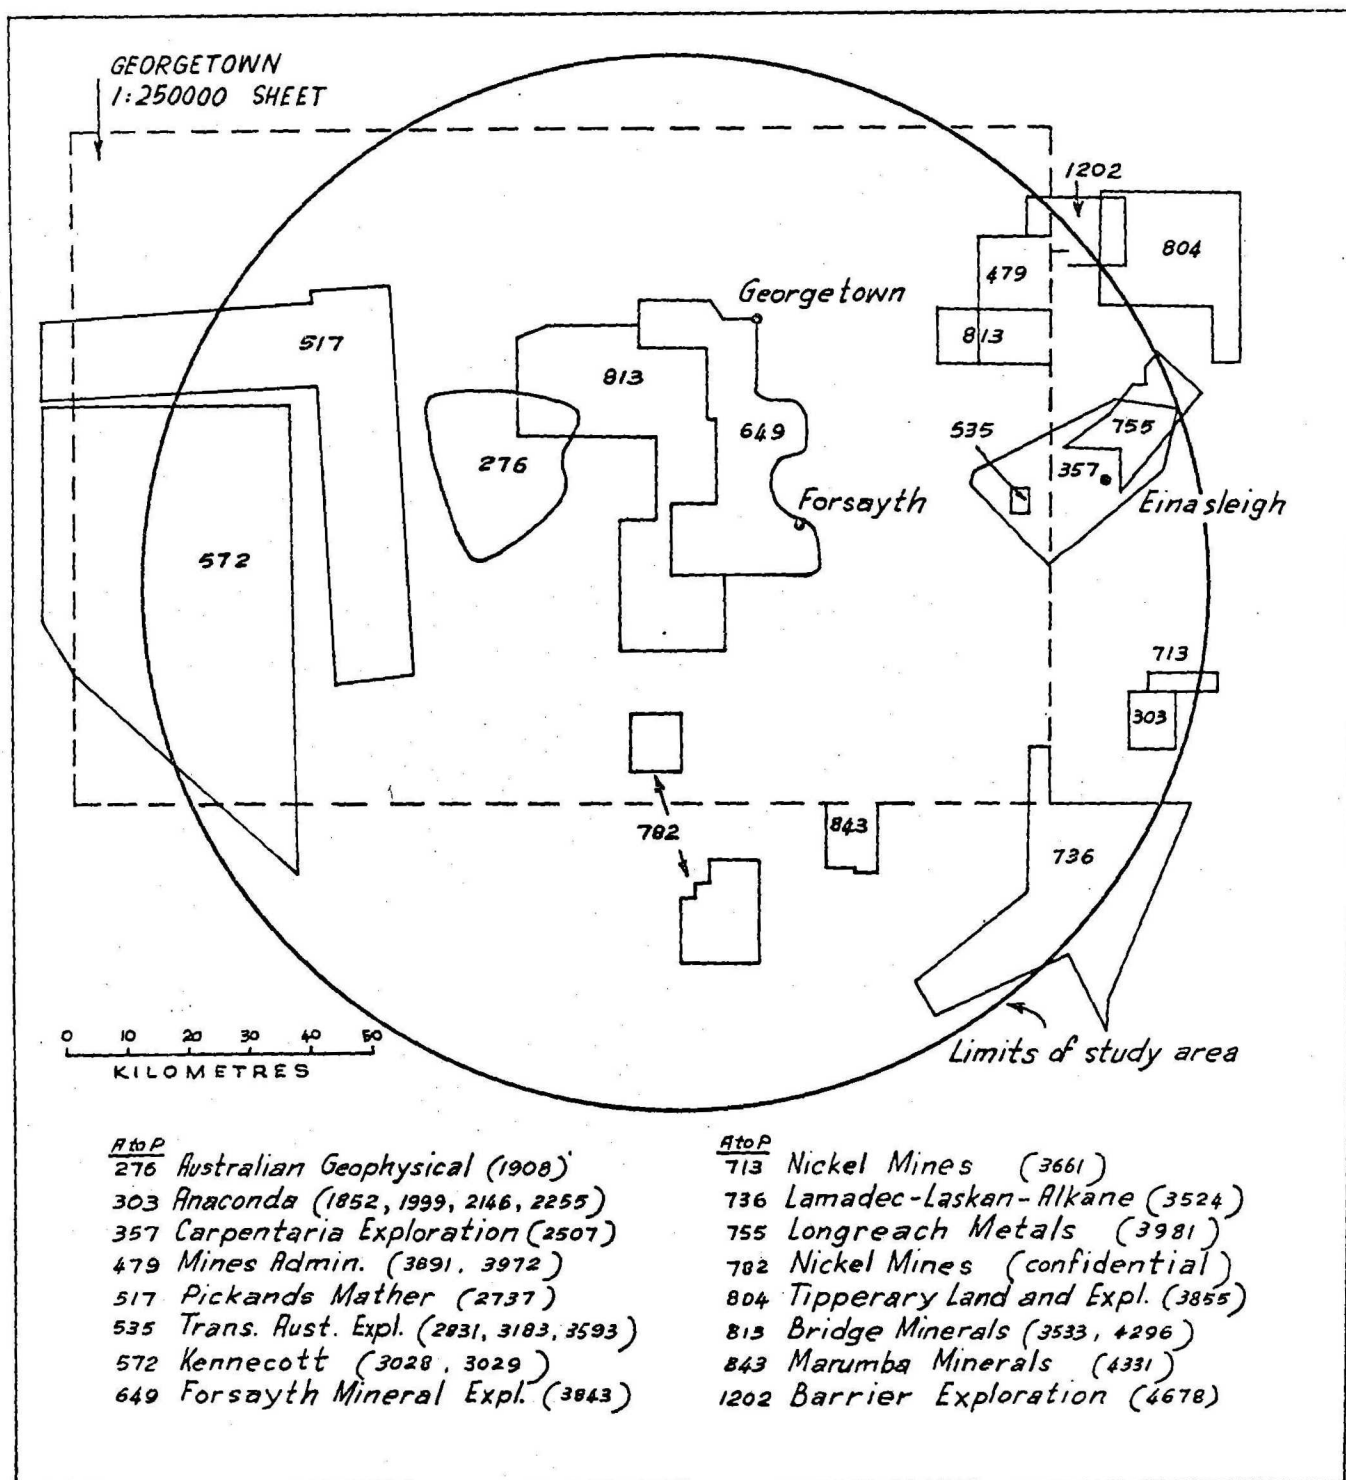 GEORGETOWN
1:250000 SHEET
1202
804
479
Georgetown
517
813
813
649
755
535
276
357
Forsayth
Einasleigh
572
713
303
782
843
736
0 10 20 30 40 50
KILOMETRES
Limits of study area
A to P
276 Australian Geophysical (1908)
303 Anaconda (1852, 1999, 2146, 2255)
357 Carpentaria Exploration (2507)
479 Mines Admin. (3891, 3972)
517 Pickands Mather (2737)
535 Trans. Aust. Expl. (2831, 3183, 3593)
572 Kennecott (3028, 3029)
649 Forsayth Mineral Expl. (3843)
A to P
713 Nickel Mines (3661)
736 Lamadec-Laskan-Alkane (3524)
755 Longreach Metals (3981)
782 Nickel Mines (confidential)
804 Tipperary Land and Expl. (3855)
813 Bridge Minerals (3533, 4296)
843 Marumba Minerals (4331)
1202 Barrier Exploration (4678)